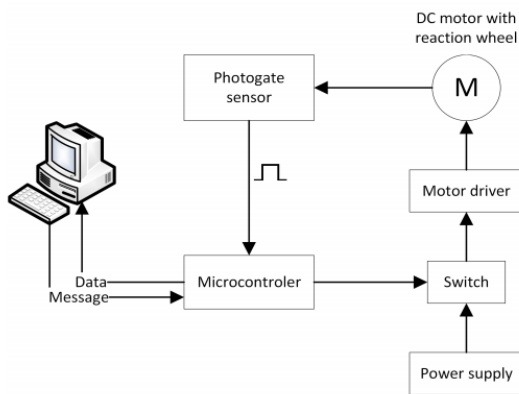 DC motor with
reaction wheel
Photogate
sensor
M
Motor driver
Data
Message
Microcontroler
Switch
Power supply